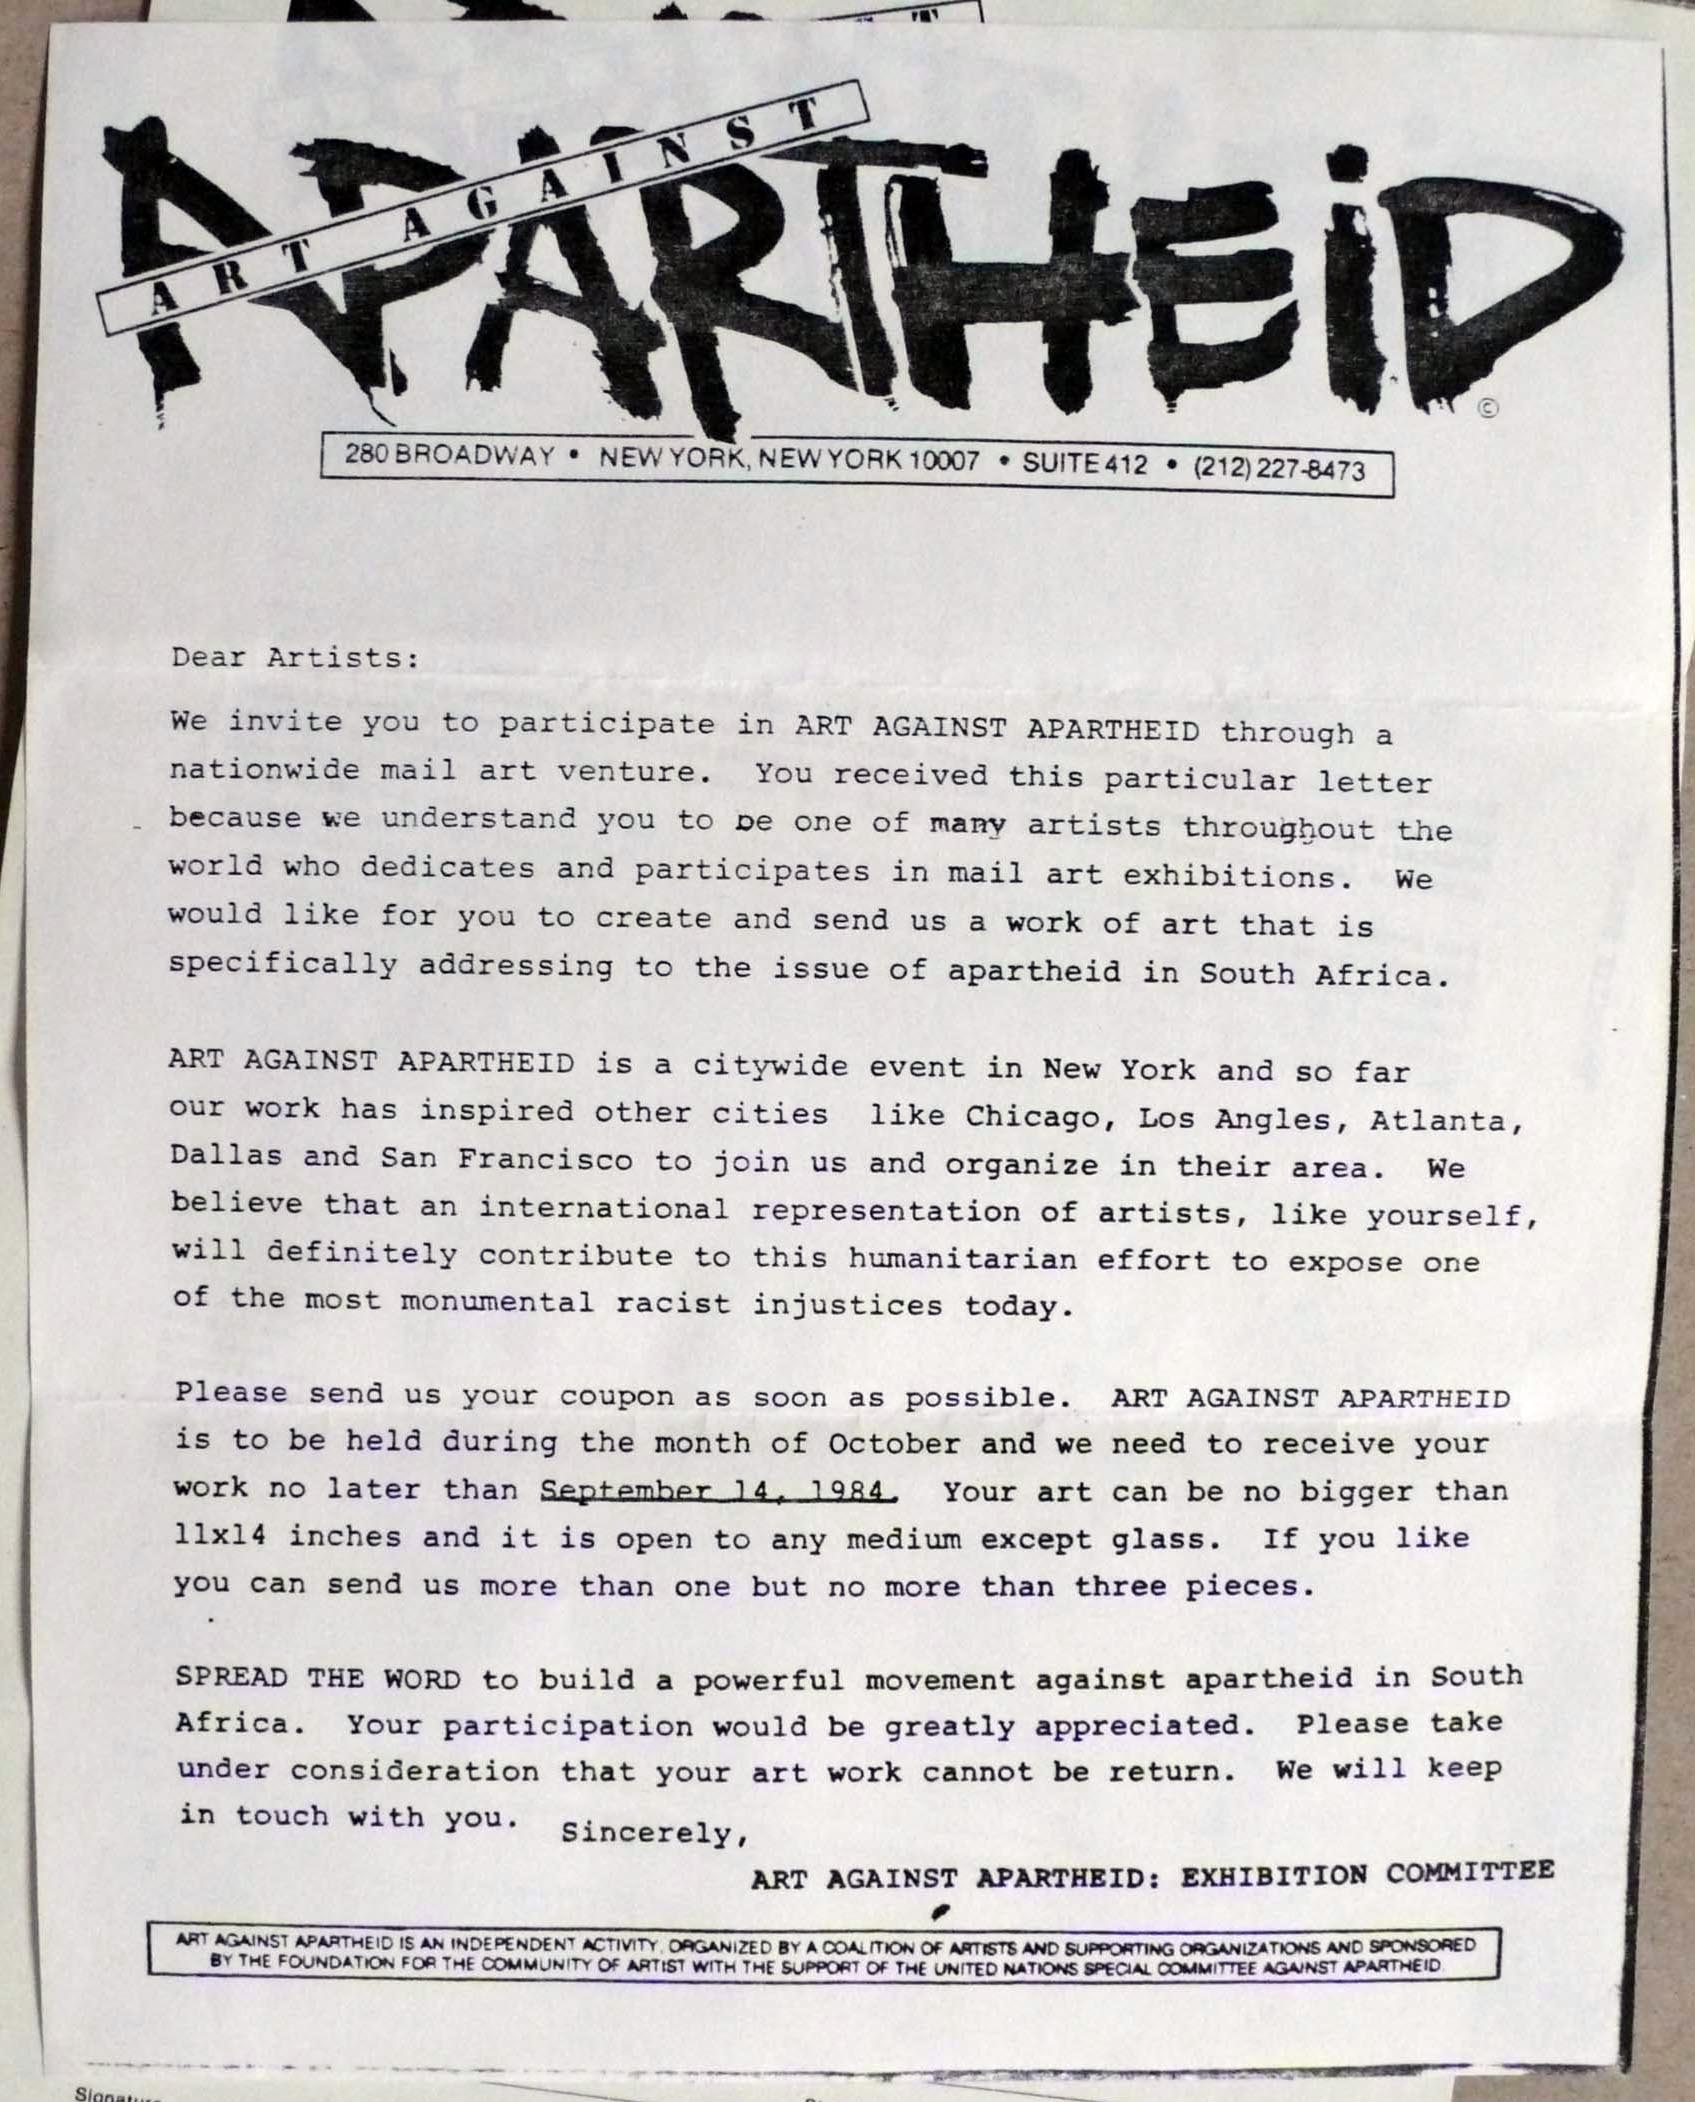 ART AGAINST
APARTHEiD
©
280 BROADWAY • NEW YORK, NEW YORK 10007 • SUITE 412 • (212) 227-8473
Dear Artists:
We invite you to participate in ART AGAINST APARTHEID through a
nationwide mail art venture.  You received this particular letter
because we understand you to be one of many artists throughout the
world who dedicates and participates in mail art exhibitions.  We
would like for you to create and send us a work of art that is
specifically addressing to the issue of apartheid in South Africa.
ART AGAINST APARTHEID is a citywide event in New York and so far
our work has inspired other cities  like Chicago, Los Angles, Atlanta,
Dallas and San Francisco to join us and organize in their area.  We
believe that an international representation of artists, like yourself,
will definitely contribute to this humanitarian effort to expose one
of the most monumental racist injustices today.
Please send us your coupon as soon as possible.  ART AGAINST APARTHEID
is to be held during the month of October and we need to receive your
work no later than September 14, 1984.  Your art can be no bigger than
11x14 inches and it is open to any medium except glass.  If you like
you can send us more than one but no more than three pieces.
SPREAD THE WORD to build a powerful movement against apartheid in South
Africa.  Your participation would be greatly appreciated.  Please take
under consideration that your art work cannot be return.  We will keep
in touch with you.
Sincerely,
ART AGAINST APARTHEID: EXHIBITION COMMITTEE
ART AGAINST APARTHEID IS AN INDEPENDENT ACTIVITY, ORGANIZED BY A COALITION OF ARTISTS AND SUPPORTING ORGANIZATIONS AND SPONSORED
BY THE FOUNDATION FOR THE COMMUNITY OF ARTIST WITH THE SUPPORT OF THE UNITED NATIONS SPECIAL COMMITTEE AGAINST APARTHEID.
Signature